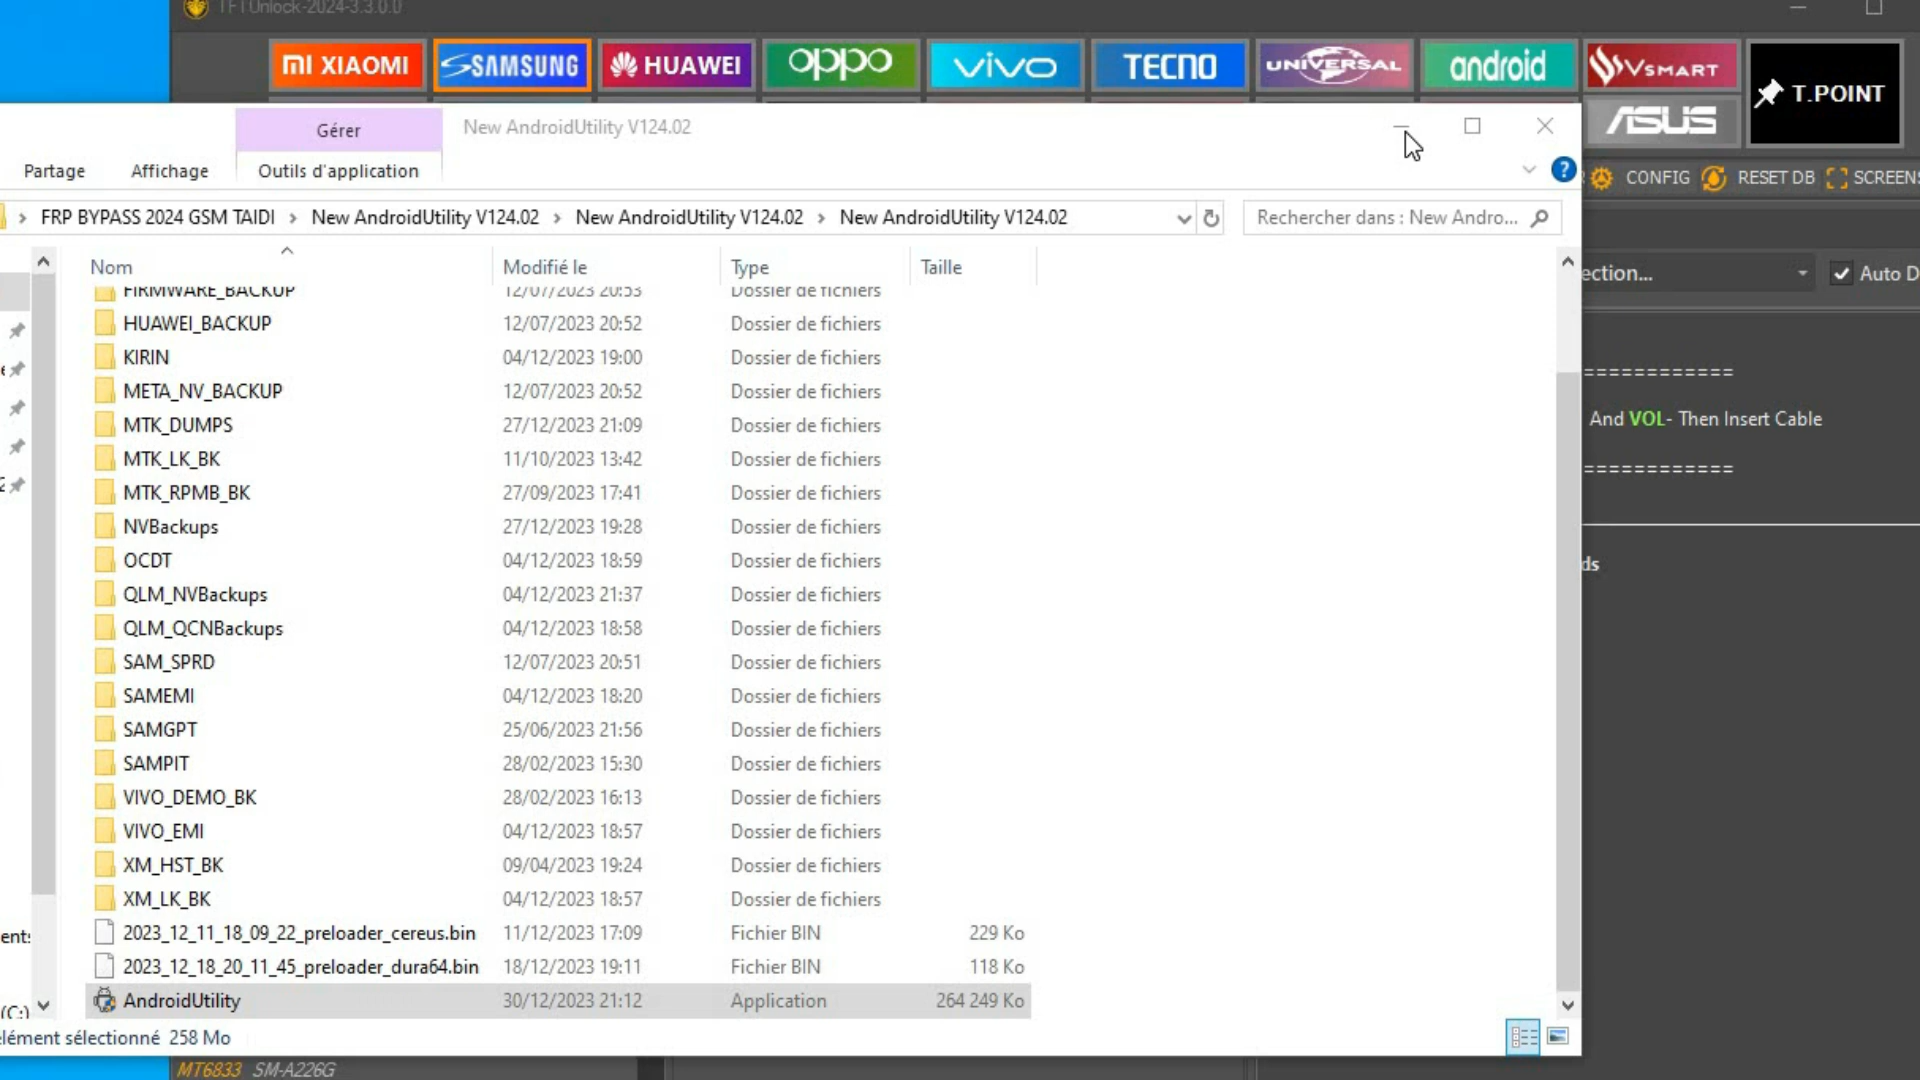 TFTUnlock-2024-3.3.0.0
mi XIAOMI
SAMSUNG
HUAWEI
oppo
vivo
TECNO
UNIVERSAL
android
VSMART
T.POINT
ASUS
CONFIG
RESET DB
SCREENS
Gérer
New AndroidUtility V124.02
Partage
Affichage
Outils d'application
FRP BYPASS 2024 GSM TAIDI > New AndroidUtility V124.02 > New AndroidUtility V124.02 > New AndroidUtility V124.02
Rechercher dans : New Andro...
ection...
Auto D
Nom Modifié le Type Taille
FIRMWARE_BACKUP 12/07/2023 20:53 Dossier de fichiers
HUAWEI_BACKUP 12/07/2023 20:52 Dossier de fichiers
KIRIN 04/12/2023 19:00 Dossier de fichiers
META_NV_BACKUP 12/07/2023 20:52 Dossier de fichiers
MTK_DUMPS 27/12/2023 21:09 Dossier de fichiers
MTK_LK_BK 11/10/2023 13:42 Dossier de fichiers
MTK_RPMB_BK 27/09/2023 17:41 Dossier de fichiers
NVBackups 27/12/2023 19:28 Dossier de fichiers
OCDT 04/12/2023 18:59 Dossier de fichiers
QLM_NVBackups 04/12/2023 21:37 Dossier de fichiers
QLM_QCNBackups 04/12/2023 18:58 Dossier de fichiers
SAM_SPRD 12/07/2023 20:51 Dossier de fichiers
SAMEMI 04/12/2023 18:20 Dossier de fichiers
SAMGPT 25/06/2023 21:56 Dossier de fichiers
SAMPIT 28/02/2023 15:30 Dossier de fichiers
VIVO_DEMO_BK 28/02/2023 16:13 Dossier de fichiers
VIVO_EMI 04/12/2023 18:57 Dossier de fichiers
XM_HST_BK 09/04/2023 19:24 Dossier de fichiers
XM_LK_BK 04/12/2023 18:57 Dossier de fichiers
2023_12_11_18_09_22_preloader_cereus.bin 11/12/2023 17:09 Fichier BIN 229 Ko
2023_12_18_20_11_45_preloader_dura64.bin 18/12/2023 19:11 Fichier BIN 118 Ko
AndroidUtility 30/12/2023 21:12 Application 264 249 Ko
ents
(C:)
élément sélectionné 258 Mo
============
And VOL- Then Insert Cable
============
ds
MT6833 SM-A226G